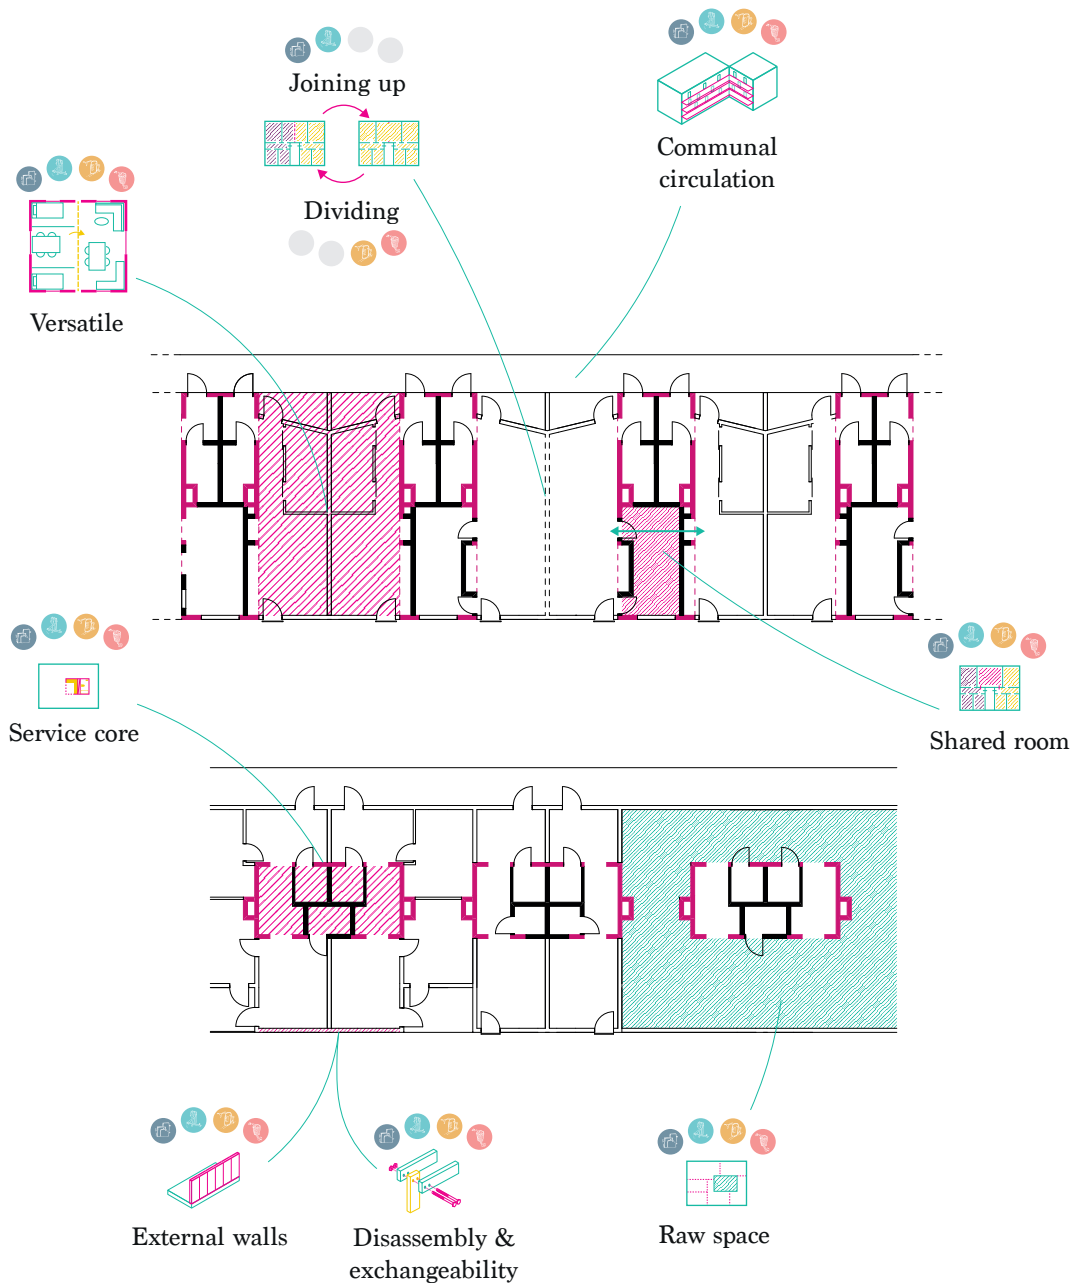 Joining up
Communal
circulation
Dividing
Versatile
Service core
Shared room
External walls
Disassembly &
exchangeability
Raw space